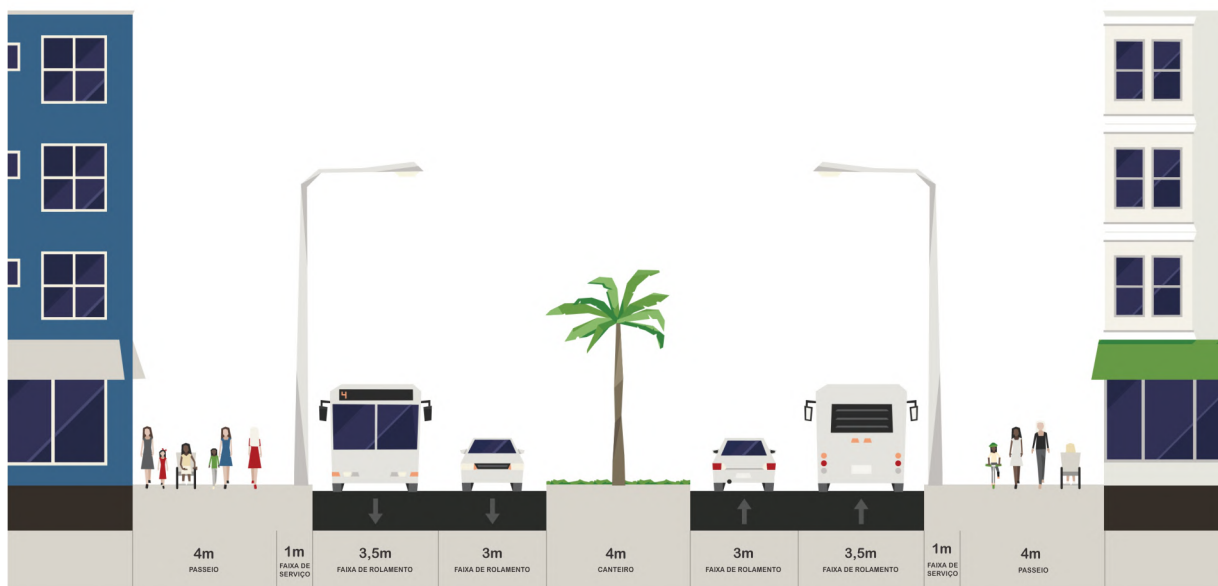 4
4m
PASSEIO
1m
FAIXA DE
SERVIÇO
3,5m
FAIXA DE ROLAMENTO
3m
FAIXA DE ROLAMENTO
4m
CANTEIRO
3m
FAIXA DE ROLAMENTO
3,5m
FAIXA DE ROLAMENTO
1m
FAIXA DE
SERVIÇO
4m
PASSEIO